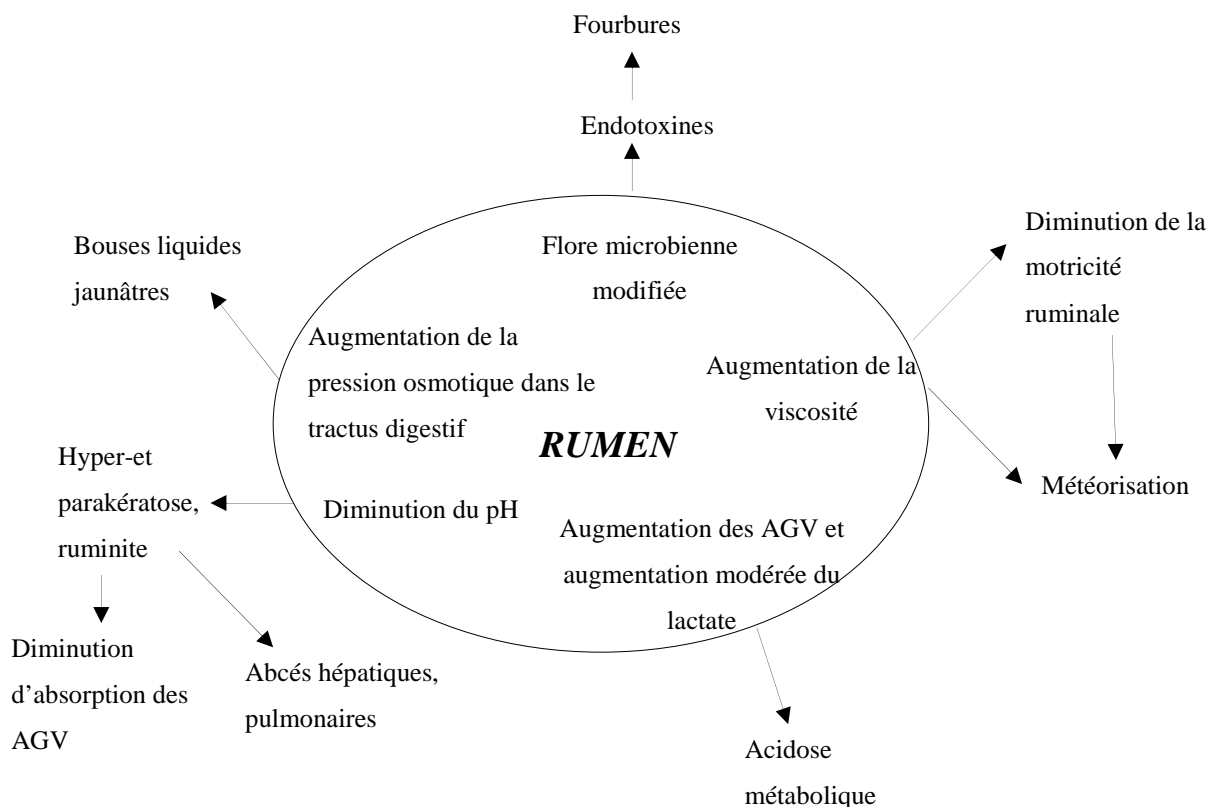 Fourbures
Endotoxines
Flore microbienne
modifiée
Bouses liquides
jaunâtres
Diminution de la
motricité
ruminale
Augmentation de la
pression osmotique dans le
tractus digestif
Augmentation de la
viscosité
RUMEN
Hyper-et
parakératose,
ruminite
Diminution du pH
Météorisation
Augmentation des AGV et
augmentation modérée du
lactate
Diminution
d’absorption des
AGV
Abcés hépatiques,
pulmonaires
Acidose
métabolique